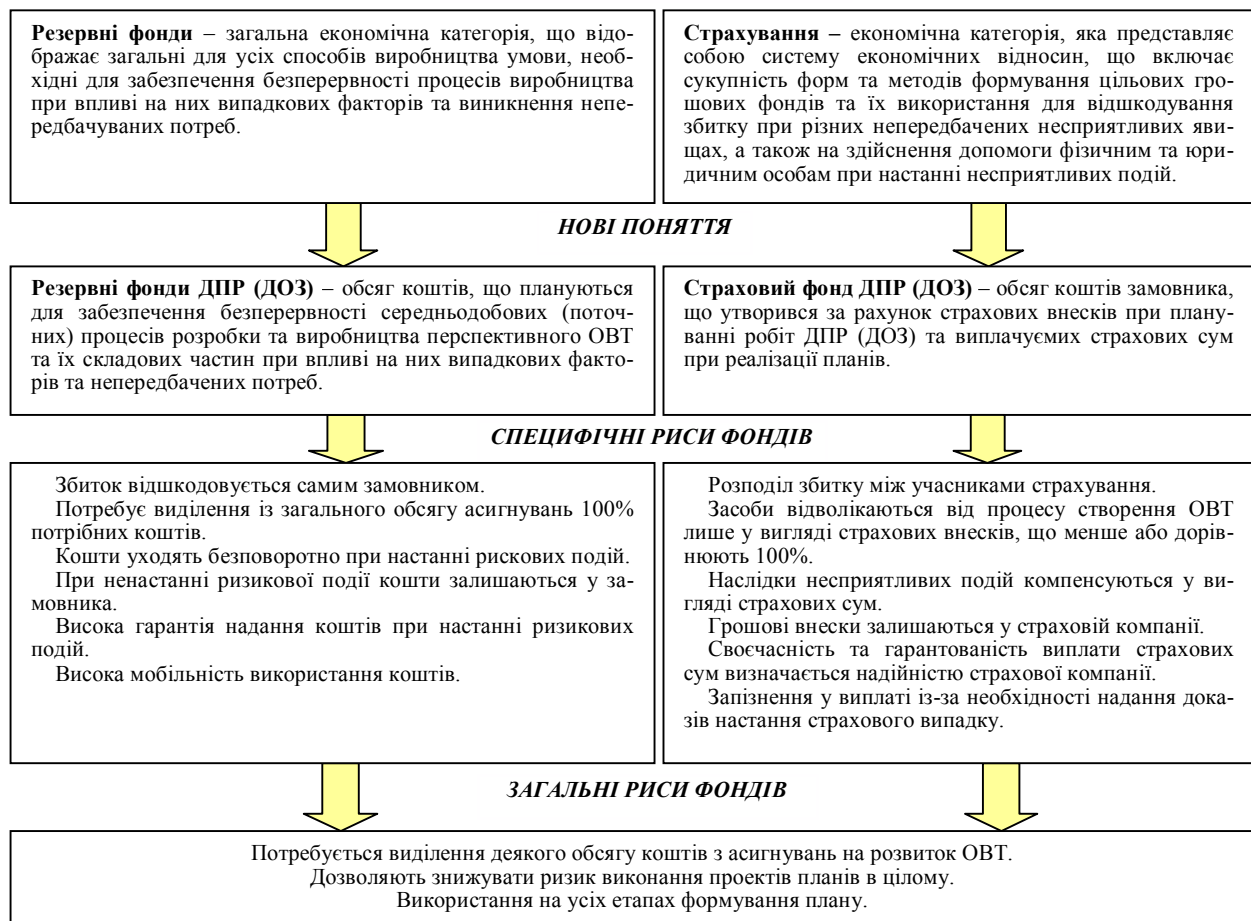 Резервні фонди – загальна економічна категорія, що відо-
бражає загальні для усіх способів виробництва умови, необ-
хідні для забезпечення безперервності процесів виробництва
при впливі на них випадкових факторів та виникнення непе-
редбачуваних потреб.
Страхування – економічна категорія, яка представляє
собою систему економічних відносин, що включає
сукупність форм та методів формування цільових гро-
шових фондів та їх використання для відшкодування
збитку при різних непередбачених несприятливих яви-
щах, а також на здійснення допомоги фізичним та юри-
дичним особам при настанні несприятливих подій.
НОВІ ПОНЯТТЯ
Резервні фонди ДПР (ДОЗ) – обсяг коштів, що плануються
для забезпечення безперервності середньодобових (поточ-
них) процесів розробки та виробництва перспективного ОВТ
та їх складових частин при впливі на них випадкових факто-
рів та непередбачених потреб.
Страховий фонд ДПР (ДОЗ) – обсяг коштів замовника,
що утворився за рахунок страхових внесків при плану-
ванні робіт ДПР (ДОЗ) та виплачуємих страхових сум
при реалізації планів.
СПЕЦИФІЧНІ РИСИ ФОНДІВ
Збиток відшкодовується самим замовником.
Потребує виділення із загального обсягу асигнувань 100%
потрібних коштів.
Кошти уходять безповоротно при настанні рискових подій.
При ненастанні ризикової події кошти залишаються у за-
мовника.
Висока гарантія надання коштів при настанні ризикових
подій.
Висока мобільність використання коштів.
Розподіл збитку між учасниками страхування.
Засоби відволікаються від процесу створення ОВТ
лише у вигляді страхових внесків, що менше або дорів-
нюють 100%.
Наслідки несприятливих подій компенсуються у ви-
гляді страхових сум.
Грошові внески залишаються у страховій компанії.
Своєчасність та гарантованість виплати страхових
сум визначається надійністю страхової компанії.
Запізнення у виплаті із-за необхідності надання дока-
зів настання страхового випадку.
ЗАГАЛЬНІ РИСИ ФОНДІВ
Потребується виділення деякого обсягу коштів з асигнувань на розвиток ОВТ.
Дозволяють знижувати ризик виконання проектів планів в цілому.
Використання на усіх етапах формування плану.